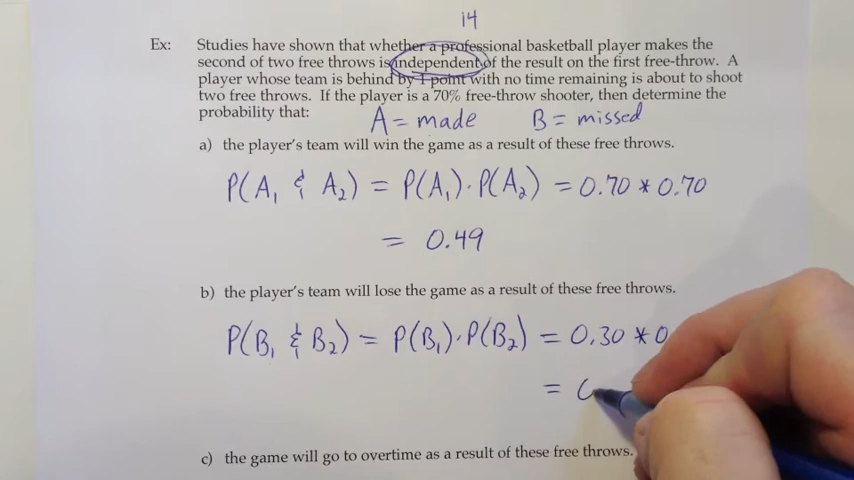 14
Ex: Studies have shown that whether a professional basketball player makes the
second of two free throws is independent of the result on the first free-throw. A
player whose team is behind by 1 point with no time remaining is about to shoot
two free throws. If the player is a 70% free-throw shooter, then determine the
probability that: A = made B = missed
a) the player's team will win the game as a result of these free throws.
P(A₁ & A₂) = P(A₁)·P(A₂) = 0.70 * 0.70
= 0.49
b) the player's team will lose the game as a result of these free throws.
P(B₁ & B₂) = P(B₁)·P(B₂) = 0.30 * 0
= 0
c) the game will go to overtime as a result of these free throws.